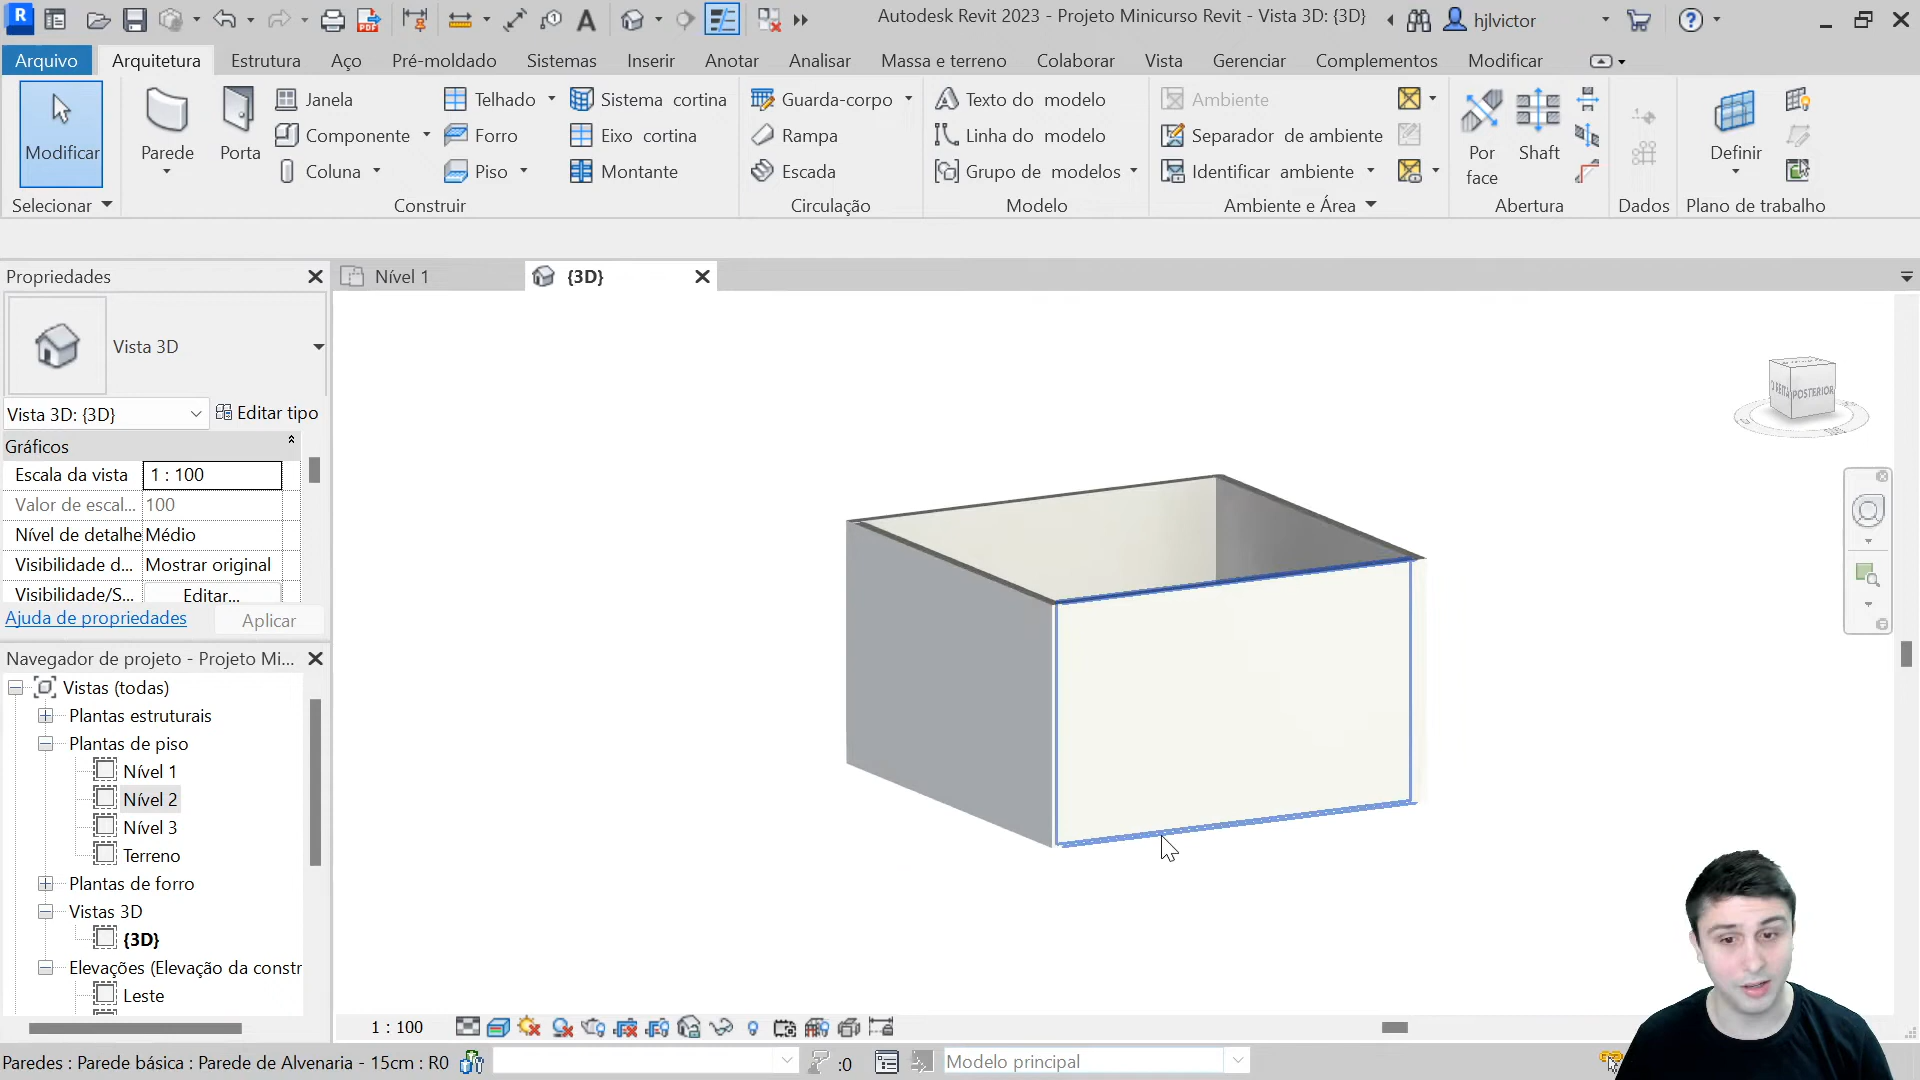 Autodesk Revit 2023 - Projeto Minicurso Revit - Vista 3D: {3D}
hjlvictor
Arquivo
Arquitetura
Estrutura
Aço
Pré-moldado
Sistemas
Inserir
Anotar
Analisar
Massa e terreno
Colaborar
Vista
Gerenciar
Complementos
Modificar
Modificar
Selecionar
Parede
Porta
Janela
Componente
Coluna
Telhado
Forro
Piso
Sistema cortina
Eixo cortina
Montante
Construir
Guarda-corpo
Rampa
Escada
Circulação
Texto do modelo
Linha do modelo
Grupo de modelos
Modelo
Ambiente
Separador de ambiente
Identificar ambiente
Ambiente e Área
Por
face
Shaft
Abertura
Dados
Definir
Plano de trabalho
Propriedades
Vista 3D
Vista 3D: {3D}
Editar tipo
Gráficos
Escala da vista
1 : 100
Valor de escal...
100
Nível de detalhe
Médio
Visibilidade d...
Mostrar original
Visibilidade/S...
Editar...
Ajuda de propriedades
Aplicar
Navegador de projeto - Projeto Mi...
Vistas (todas)
Plantas estruturais
Plantas de piso
Nível 1
Nível 2
Nível 3
Terreno
Plantas de forro
Vistas 3D
{3D}
Elevações (Elevação da constr
Leste
Nível 1
{3D}
POSTERIOR
1 : 100
Paredes : Parede básica : Parede de Alvenaria - 15cm : R0
:0
Modelo principal